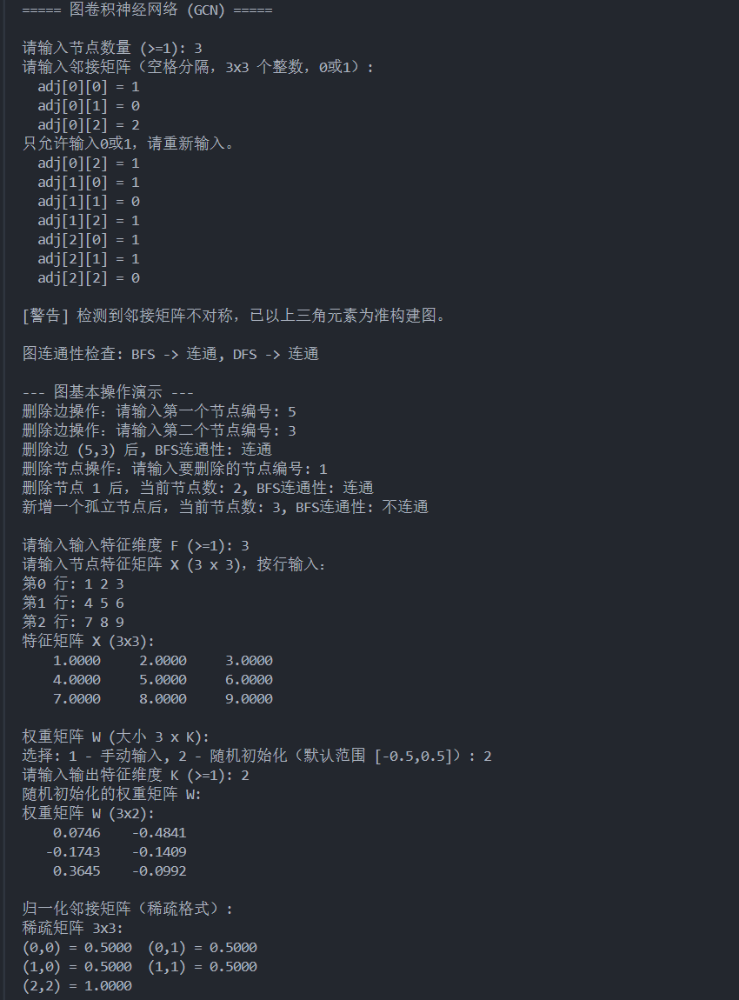 ===== 图卷积神经网络 (GCN) =====
请输入节点数量 (>=1): 3
请输入邻接矩阵（空格分隔，3x3 个整数，0或1）:
adj[0][0] = 1
adj[0][1] = 0
adj[0][2] = 2
只允许输入0或1，请重新输入。
adj[0][2] = 1
adj[1][0] = 1
adj[1][1] = 0
adj[1][2] = 1
adj[2][0] = 1
adj[2][1] = 1
adj[2][2] = 0
[警告] 检测到邻接矩阵不对称，已以上三角元素为准构建图。
图连通性检查: BFS -> 连通, DFS -> 连通
--- 图基本操作演示 ---
删除边操作：请输入第一个节点编号: 5
删除边操作：请输入第二个节点编号: 3
删除边 (5,3) 后, BFS连通性: 连通
删除节点操作：请输入要删除的节点编号: 1
删除节点 1 后，当前节点数: 2, BFS连通性: 连通
新增一个孤立节点后，当前节点数: 3, BFS连通性: 不连通
请输入输入特征维度 F (>=1): 3
请输入节点特征矩阵 X (3 x 3)，按行输入：
第0 行: 1 2 3
第1 行: 4 5 6
第2 行: 7 8 9
特征矩阵 X (3x3):
1.0000 2.0000 3.0000
4.0000 5.0000 6.0000
7.0000 8.0000 9.0000
权重矩阵 W (大小 3 x K):
选择: 1 - 手动输入, 2 - 随机初始化（默认范围 [-0.5,0.5]）: 2
请输入输出特征维度 K (>=1): 2
随机初始化的权重矩阵 W:
权重矩阵 W (3x2):
0.0746 -0.4841
-0.1743 -0.1409
0.3645 -0.0992
归一化邻接矩阵（稀疏格式）:
稀疏矩阵 3x3:
(0,0) = 0.5000 (0,1) = 0.5000
(1,0) = 0.5000 (1,1) = 0.5000
(2,2) = 1.0000